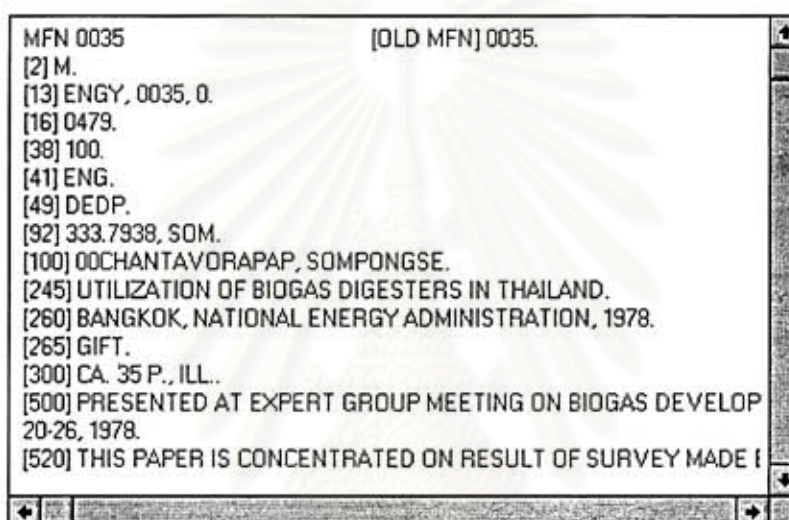 MFN 0035 [OLD MFN] 0035.
[2] M.
[13] ENGY, 0035, 0.
[16] 0479.
[38] 100.
[41] ENG.
[49] DEDP.
[92] 333.7938, SOM.
[100] 00CHANTAVORAPAP, SOMPONGSE.
[245] UTILIZATION OF BIOGAS DIGESTERS IN THAILAND.
[260] BANGKOK, NATIONAL ENERGY ADMINISTRATION, 1978.
[265] GIFT.
[300] CA. 35 P., ILL..
[500] PRESENTED AT EXPERT GROUP MEETING ON BIOGAS DEVELOP
20-26, 1978.
[520] THIS PAPER IS CONCENTRATED ON RESULT OF SURVEY MADE